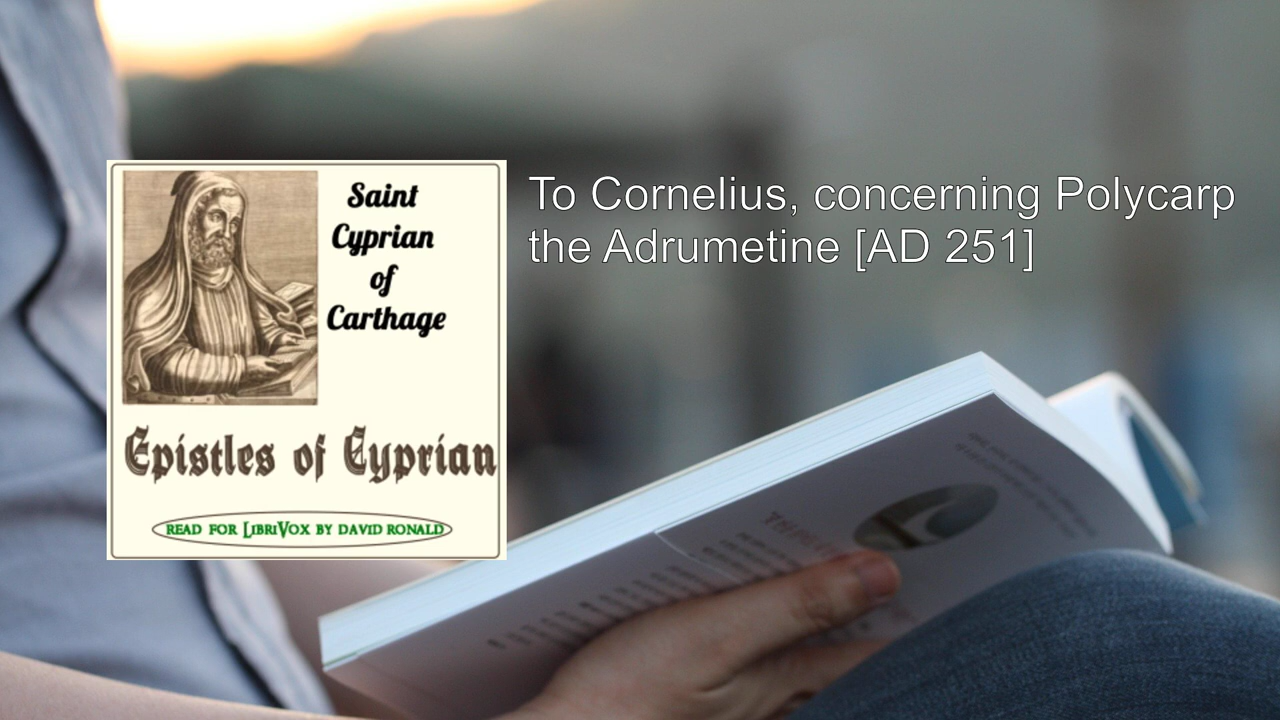 Saint
Cyprian
of
Carthage
Epistles of Cyprian
READ FOR LIBRIVOX BY DAVID RONALD
To Cornelius, concerning Polycarp
the Adrumetine [AD 251]